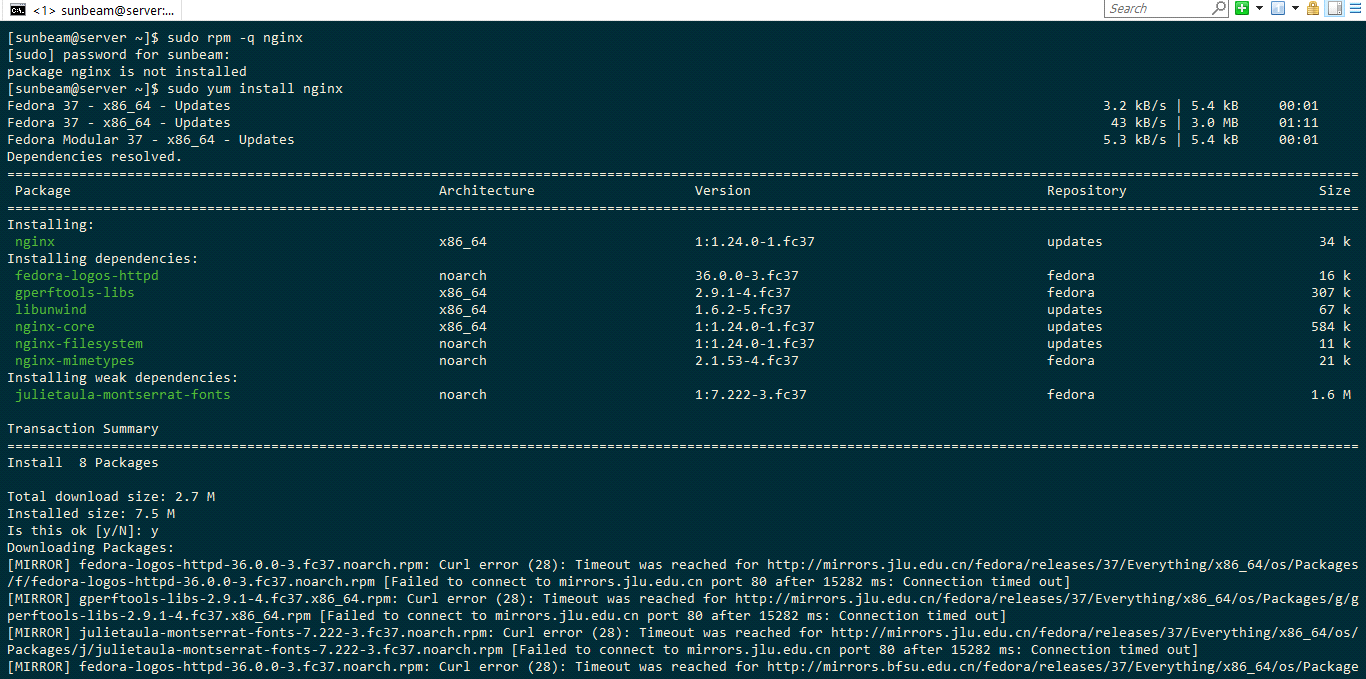 <1> sunbeam@server:...
Search
[sunbeam@server ~]$ sudo rpm -q nginx
[sudo] password for sunbeam:
package nginx is not installed
[sunbeam@server ~]$ sudo yum install nginx
Fedora 37 - x86_64 - Updates 3.2 kB/s | 5.4 kB 00:01
Fedora 37 - x86_64 - Updates 43 kB/s | 3.0 MB 01:11
Fedora Modular 37 - x86_64 - Updates 5.3 kB/s | 5.4 kB 00:01
Dependencies resolved.
Package Architecture Version Repository Size
Installing:
nginx x86_64 1:1.24.0-1.fc37 updates 34 k
Installing dependencies:
fedora-logos-httpd noarch 36.0.0-3.fc37 fedora 16 k
gperftools-libs x86_64 2.9.1-4.fc37 fedora 307 k
libunwind x86_64 1.6.2-5.fc37 updates 67 k
nginx-core x86_64 1:1.24.0-1.fc37 updates 584 k
nginx-filesystem noarch 1:1.24.0-1.fc37 updates 11 k
nginx-mimetypes noarch 2.1.53-4.fc37 fedora 21 k
Installing weak dependencies:
julietaula-montserrat-fonts noarch 1:7.222-3.fc37 fedora 1.6 M
Transaction Summary
Install 8 Packages
Total download size: 2.7 M
Installed size: 7.5 M
Is this ok [y/N]: y
Downloading Packages:
[MIRROR] fedora-logos-httpd-36.0.0-3.fc37.noarch.rpm: Curl error (28): Timeout was reached for http://mirrors.jlu.edu.cn/fedora/releases/37/Everything/x86_64/os/Packages
/f/fedora-logos-httpd-36.0.0-3.fc37.noarch.rpm [Failed to connect to mirrors.jlu.edu.cn port 80 after 15282 ms: Connection timed out]
[MIRROR] gperftools-libs-2.9.1-4.fc37.x86_64.rpm: Curl error (28): Timeout was reached for http://mirrors.jlu.edu.cn/fedora/releases/37/Everything/x86_64/os/Packages/g/g
perftools-libs-2.9.1-4.fc37.x86_64.rpm [Failed to connect to mirrors.jlu.edu.cn port 80 after 15282 ms: Connection timed out]
[MIRROR] julietaula-montserrat-fonts-7.222-3.fc37.noarch.rpm: Curl error (28): Timeout was reached for http://mirrors.jlu.edu.cn/fedora/releases/37/Everything/x86_64/os/
Packages/j/julietaula-montserrat-fonts-7.222-3.fc37.noarch.rpm [Failed to connect to mirrors.jlu.edu.cn port 80 after 15282 ms: Connection timed out]
[MIRROR] fedora-logos-httpd-36.0.0-3.fc37.noarch.rpm: Curl error (28): Timeout was reached for http://mirrors.bfsu.edu.cn/fedora/releases/37/Everything/x86_64/os/Package